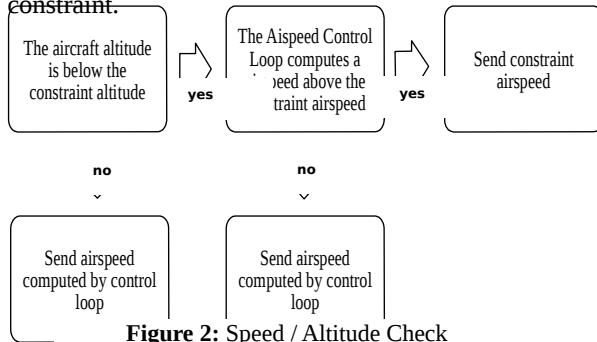 constraint.
The aircraft altitude
is below the
constraint altitude
yes
The Aispeed Control
Loop computes a
above the
airspeed
yes
Send constraint
airspeed
no
no
Send airspeed
computed by control
loop
Send airspeed
computed by control
loop
Figure 2: Speed / Altitude Check